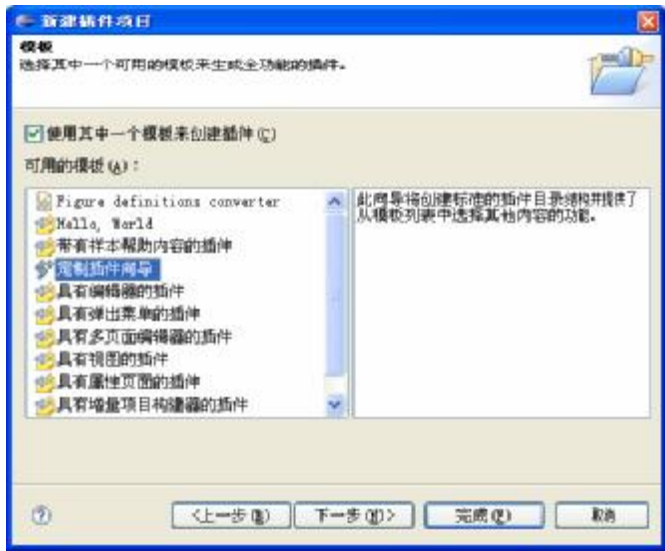 新建插件项目
模板
选择其中一个可用的模板来生成全功能的插件。
使用其中一个模板来创建插件(C)
可用的模板(A)：
Figure definitions converter
Hello, World
带有样本帮助内容的插件
定制插件向导
具有编辑器的插件
具有弹出菜单的插件
具有多页面编辑器的插件
具有视图的插件
具有属性页面的插件
具有增量项目构建器的插件
此向导将创建标准的插件目录结构并提供了
从模板列表中选择其他内容的功能。
<上一步(B)
下一步(N)>
完成(F)
取消